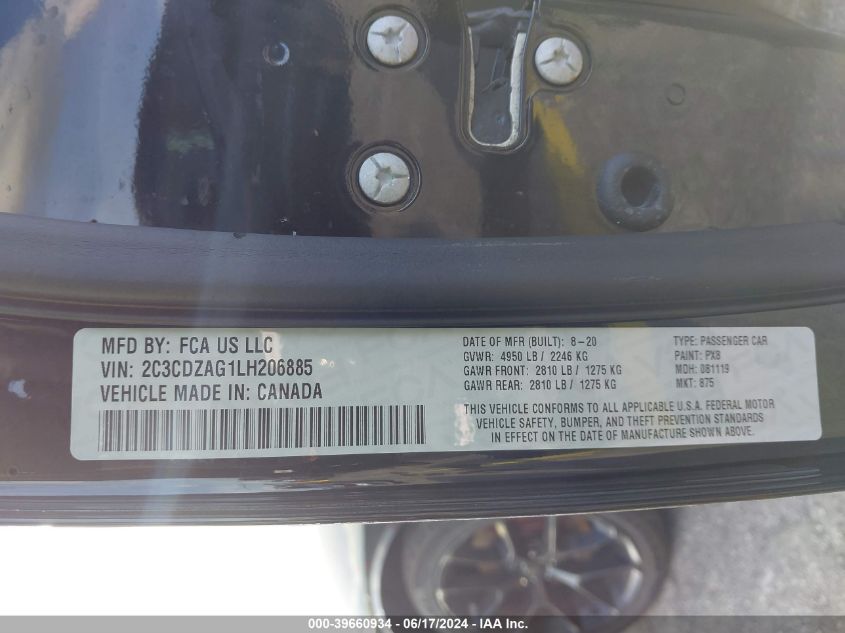 MFD BY: FCA US LLC
VIN: 2C3CDZAG1LH206885
VEHICLE MADE IN: CANADA
DATE OF MFR (BUILT): 8-20
GVWR: 4950 LB / 2246 KG
GAWR FRONT: 2810 LB / 1275 KG
GAWR REAR: 2810 LB / 1275 KG
TYPE: PASSENGER CAR
PAINT: PX8
MDH: 081119
MKT: 875
THIS VEHICLE CONFORMS TO ALL APPLICABLE U.S.A. FEDERAL MOTOR
VEHICLE SAFETY, BUMPER, AND THEFT PREVENTION STANDARDS
IN EFFECT ON THE DATE OF MANUFACTURE SHOWN ABOVE.
000-39660934 - 06/17/2024 - IAAI.com